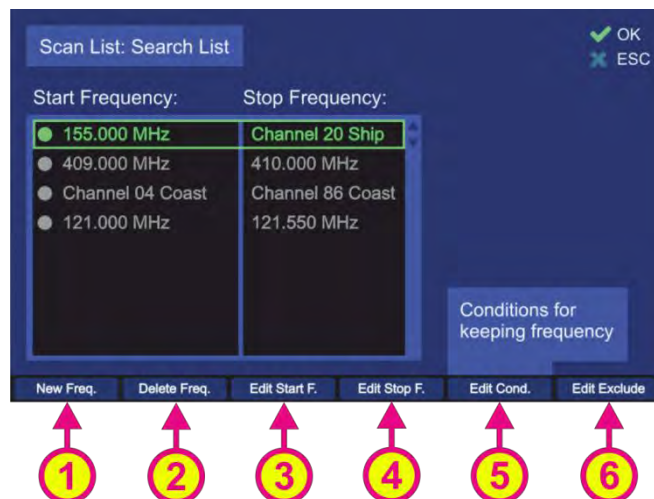 Scan List: Search List
OK
ESC
Start Frequency: Stop Frequency:
155.000 MHz Channel 20 Ship
409.000 MHz 410.000 MHz
Channel 04 Coast Channel 86 Coast
121.000 MHz 121.550 MHz
Conditions for
keeping frequency
New Freq. Delete Freq. Edit Start F. Edit Stop F. Edit Cond. Edit Exclude
1 2 3 4 5 6